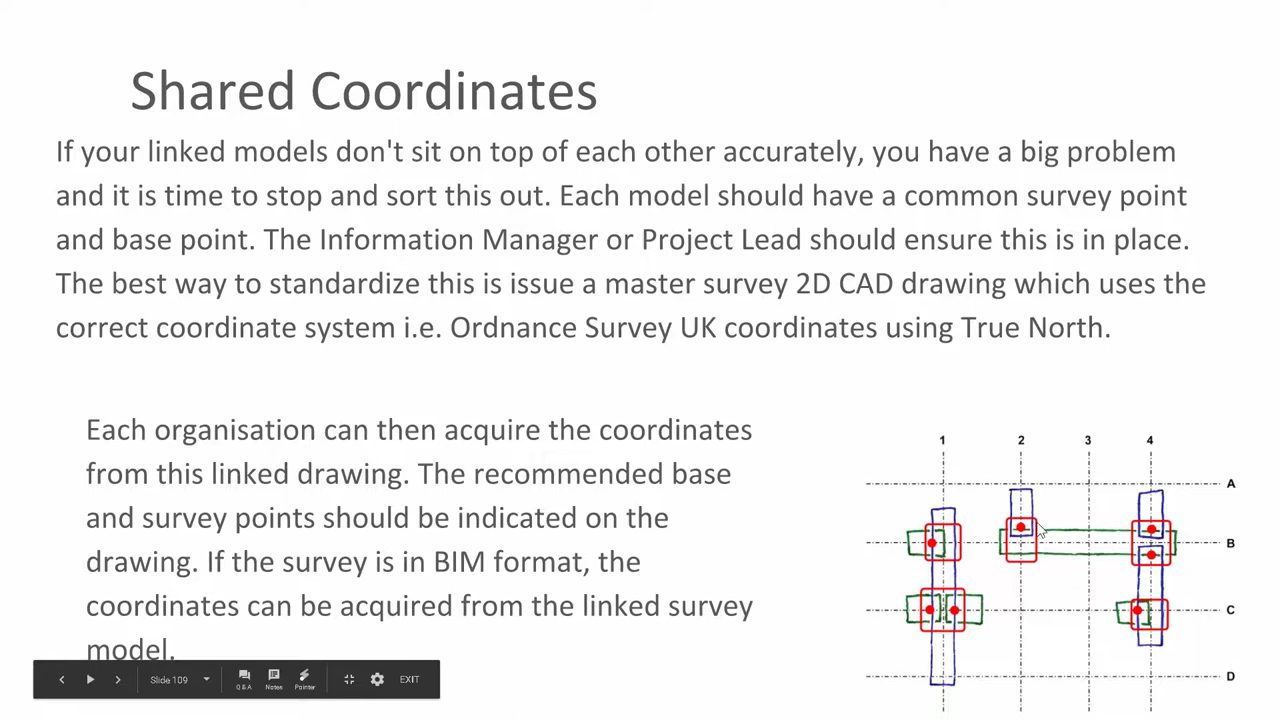 Shared Coordinates
If your linked models don't sit on top of each other accurately, you have a big problem
and it is time to stop and sort this out. Each model should have a common survey point
and base point. The Information Manager or Project Lead should ensure this is in place.
The best way to standardize this is issue a master survey 2D CAD drawing which uses the
correct coordinate system i.e. Ordnance Survey UK coordinates using True North.
Each organisation can then acquire the coordinates
from this linked drawing. The recommended base
and survey points should be indicated on the
drawing. If the survey is in BIM format, the
coordinates can be acquired from the linked survey
model.
1 2 3 4
A
B
C
D
Slide 109 Q&A Notes Pointer EXIT